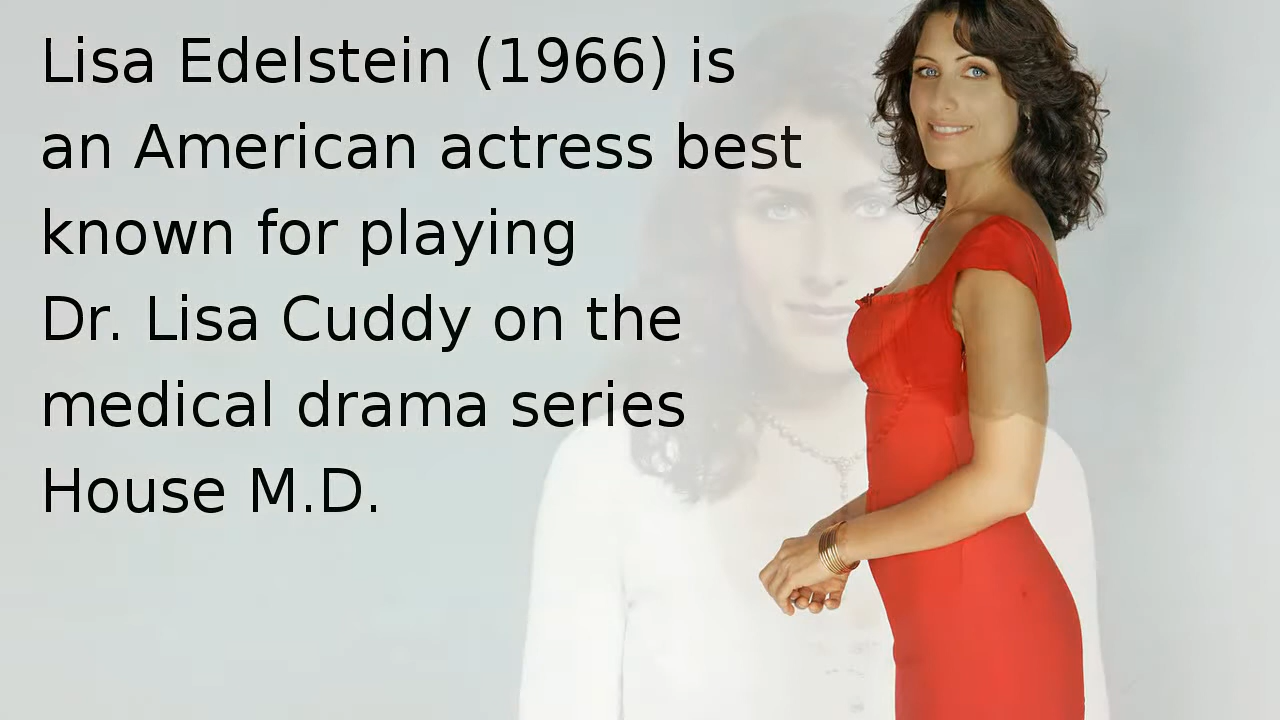 Lisa Edelstein (1966) is
an American actress best
known for playing
Dr. Lisa Cuddy on the
medical drama series
House M.D.